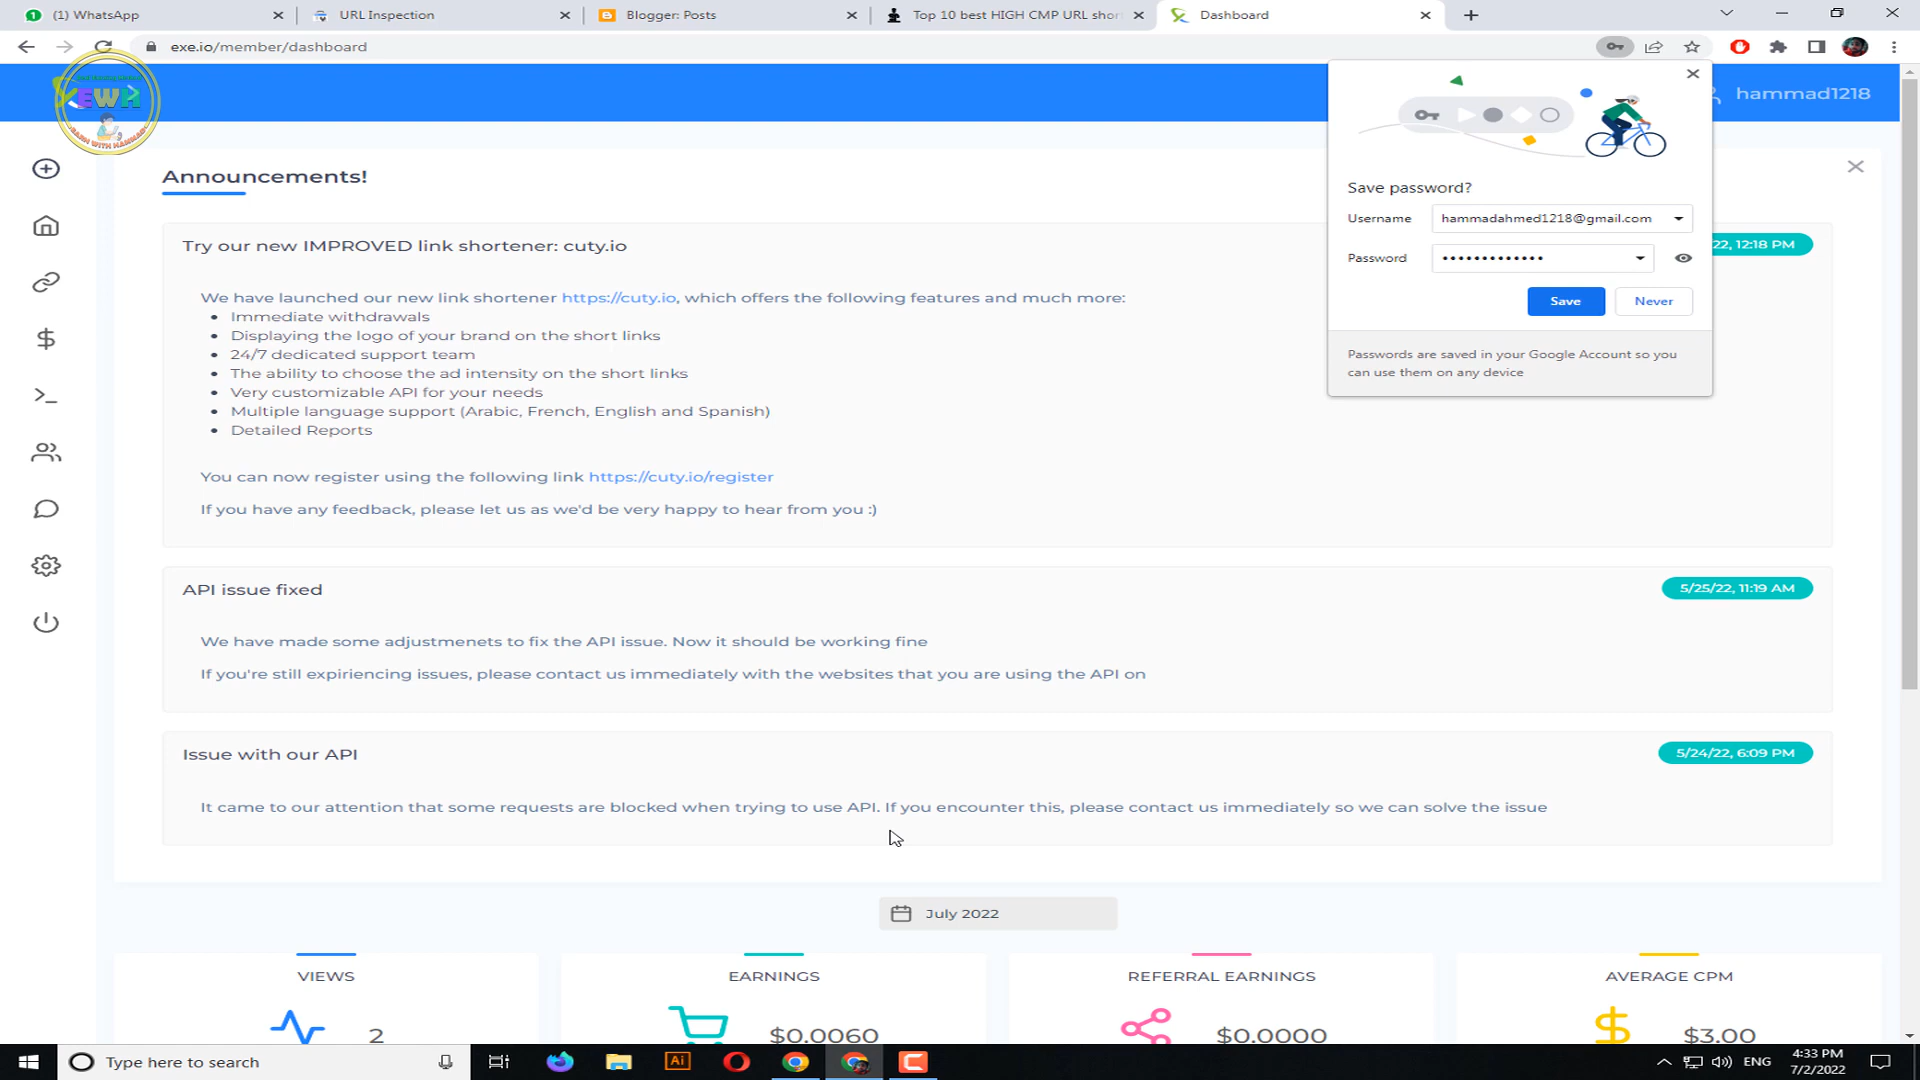 (1) WhatsApp
URL Inspection
Blogger: Posts
Top 10 best HIGH CMP URL shor
Dashboard
exe.io/member/dashboard
EWH
EARN WITH HAMMAD
hammad1218
Announcements!
Save password?
Username
hammadahmed1218@gmail.com
Password
Save
Never
Passwords are saved in your Google Account so you
can use them on any device
Try our new IMPROVED link shortener: cuty.io
22, 12:18 PM
We have launched our new link shortener https://cuty.io, which offers the following features and much more:
Immediate withdrawals
Displaying the logo of your brand on the short links
24/7 dedicated support team
The ability to choose the ad intensity on the short links
Very customizable API for your needs
Multiple language support (Arabic, French, English and Spanish)
Detailed Reports
You can now register using the following link https://cuty.io/register
If you have any feedback, please let us as we'd be very happy to hear from you :)
API issue fixed
5/25/22, 11:19 AM
We have made some adjustmenets to fix the API issue. Now it should be working fine
If you're still expiriencing issues, please contact us immediately with the websites that you are using the API on
Issue with our API
5/24/22, 6:09 PM
It came to our attention that some requests are blocked when trying to use API. If you encounter this, please contact us immediately so we can solve the issue
July 2022
VIEWS
2
EARNINGS
$0.0060
REFERRAL EARNINGS
$0.0000
AVERAGE CPM
$3.00
Type here to search
Ai
ENG
4:33 PM
7/2/2022